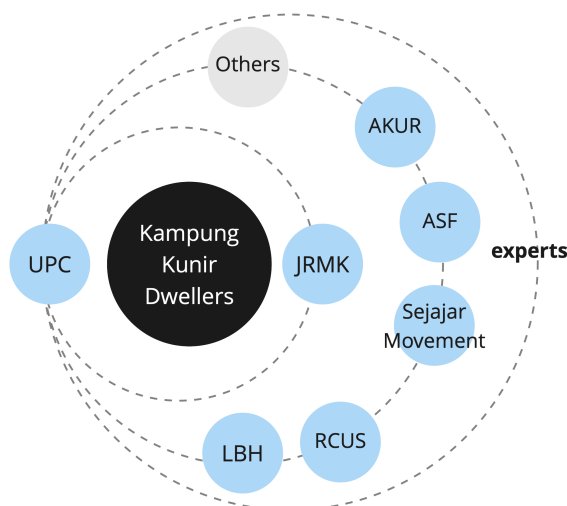 Others
AKUR
ASF
experts
UPC
Kampung
Kunir
Dwellers
JRMK
Sejajar
Movement
LBH
RCUS